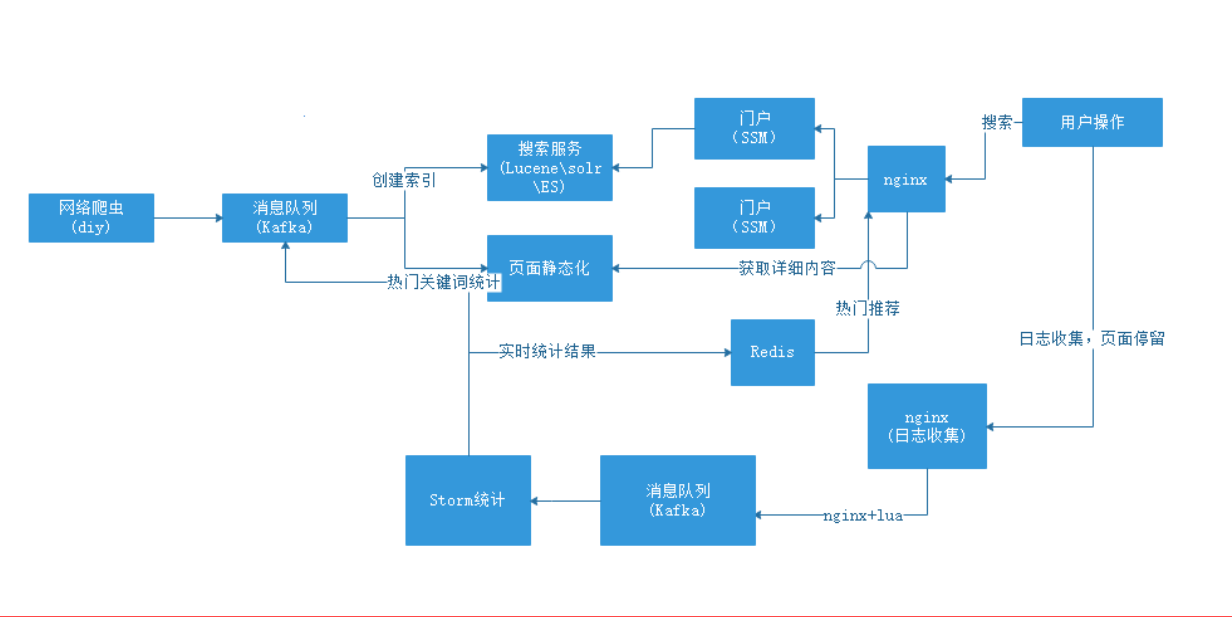 门户
（SSM）
搜索
用户操作
搜索服务
(Lucene\solr
\ES)
创建索引
nginx
网络爬虫
(diy)
消息队列
(Kafka)
门户
（SSM）
页面静态化
获取详细内容
热门关键词统计
热门推荐
实时统计结果
Redis
日志收集，页面停留
nginx
(日志收集)
Storm统计
消息队列
(Kafka)
nginx+lua